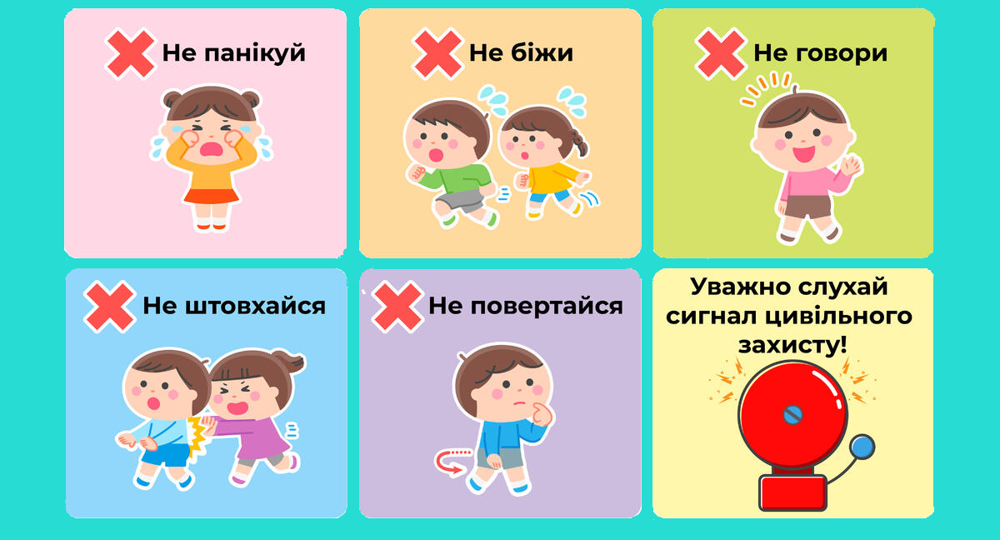 Не панікуй
Не біжи
Не говори
Не штовхайся
Не повертайся
Уважно слухай
сигнал цивільного
захисту!